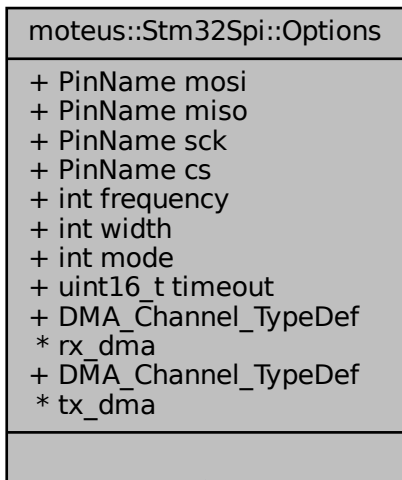 moteus::Stm32Spi::Options
+ PinName mosi
+ PinName miso
+ PinName sck
+ PinName cs
+ int frequency
+ int width
+ int mode
+ uint16_t timeout
+ DMA_Channel_TypeDef
* rx_dma
+ DMA_Channel_TypeDef
* tx_dma